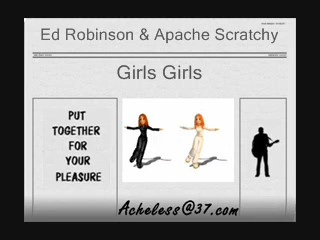 Ed Robinson & Apache Scratchy
Girls Girls
PUT
TOGETHER
FOR
YOUR
PLEASURE
Acheless@37.com